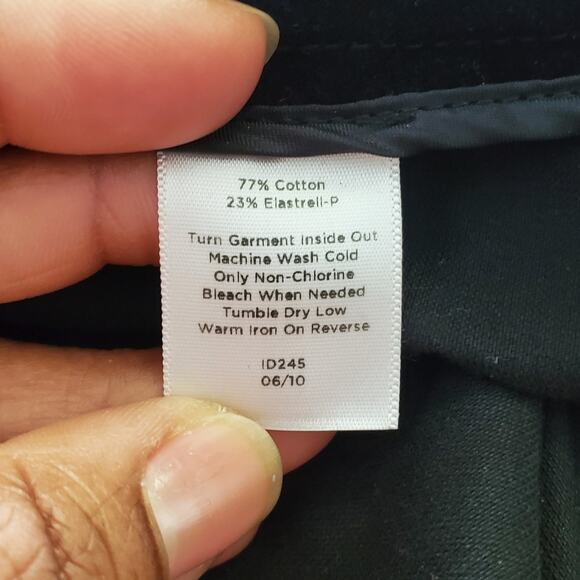 77% Cotton
23% Elastrell-P
Turn Garment Inside Out
Machine Wash Cold
Only Non-Chlorine
Bleach When Needed
Tumble Dry Low
Warm Iron On Reverse
ID245
06/10